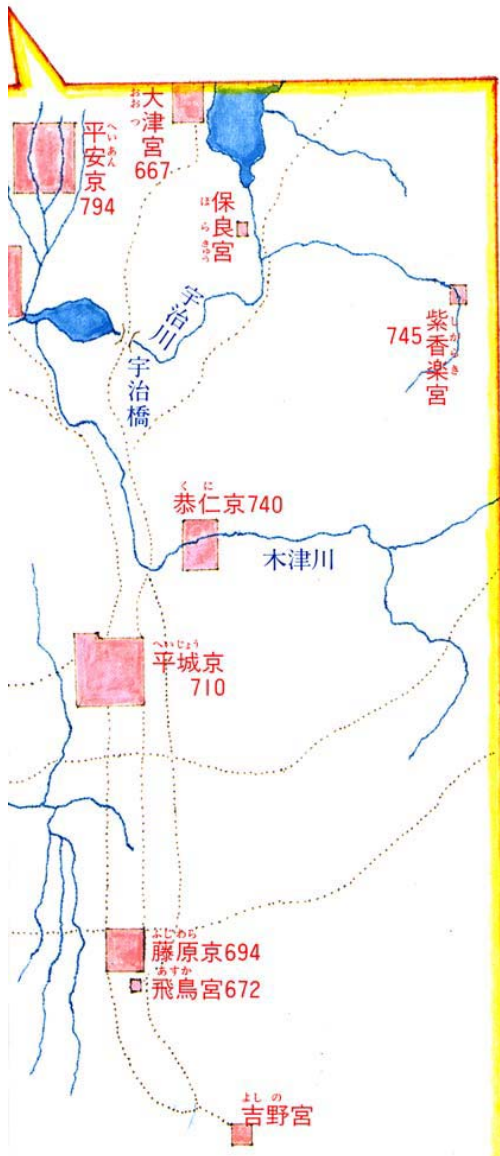 おおつ
大津宮
667
へいあん
平安京
794
ほらきゅう
保良宮
宇治川
宇治橋
しがらき
紫香楽宮
745
くに
恭仁京740
木津川
へいじょう
平城京
710
ふじわら
藤原京694
あすか
飛鳥宮672
よしの
吉野宮